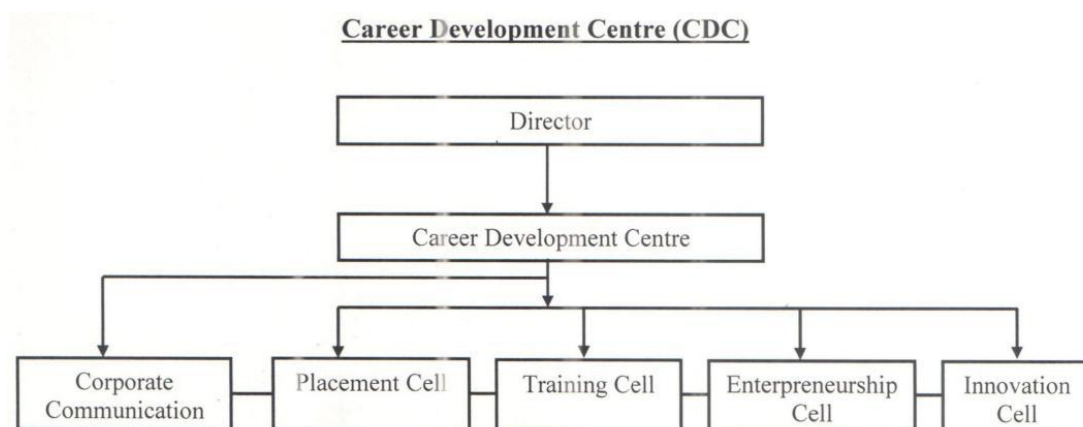 Career Development Centre (CDC)
Director
Career Development Centre
Corporate
Communication
Placement Cell
Training Cell
Enterpreneurship
Cell
Innovation
Cell